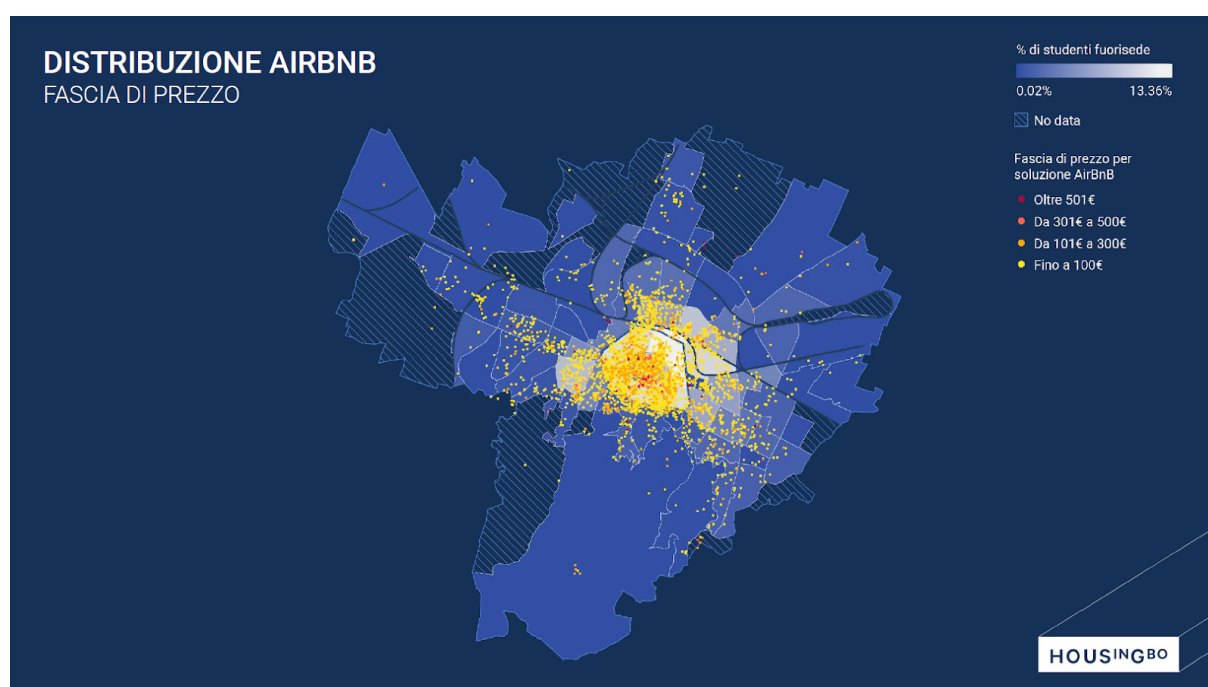 DISTRIBUZIONE AIRBNB
FASCIA DI PREZZO
% di studenti fuorisede
0.02% 13.36%
No data
Fascia di prezzo per
soluzione AirBnB
Oltre 501€
Da 301€ a 500€
Da 101€ a 300€
Fino a 100€
HOUSINGBO